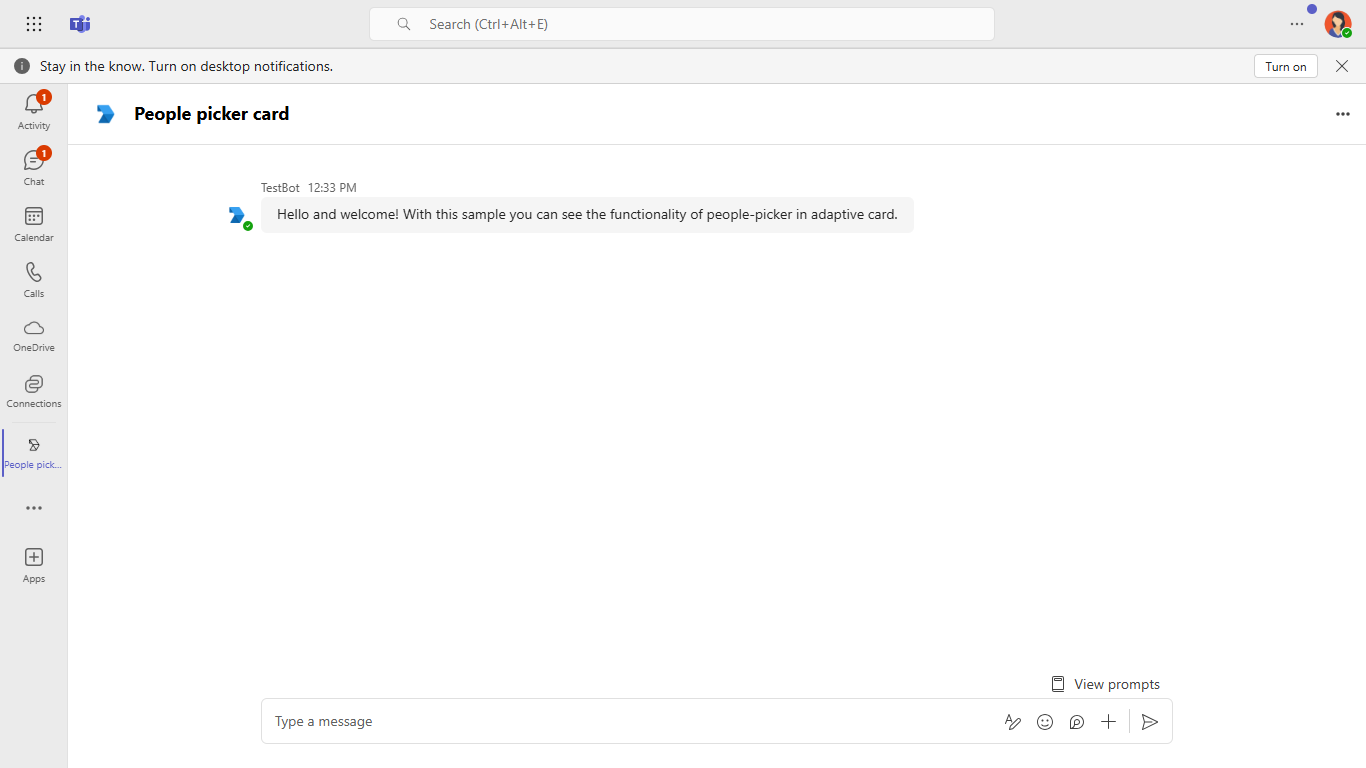 Search (Ctrl+Alt+E)
Stay in the know. Turn on desktop notifications.
Turn on
1
Activity
1
Chat
Calendar
Calls
OneDrive
Connections
People pick...
Apps
People picker card
TestBot 12:33 PM
Hello and welcome! With this sample you can see the functionality of people-picker in adaptive card.
View prompts
Type a message